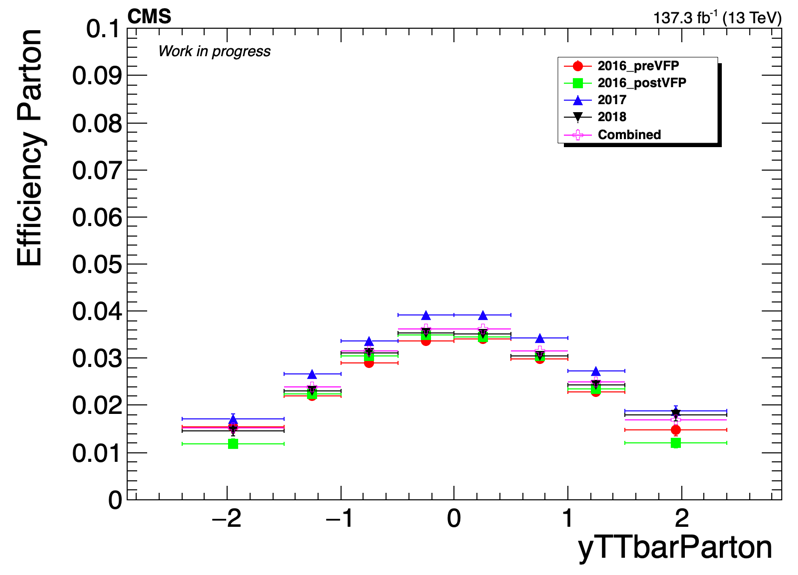 CMS
137.3 fb-1 (13 TeV)
Work in progress
2016_preVFP
2016_postVFP
2017
2018
Combined
Efficiency Parton
0.1
0.09
0.08
0.07
0.06
0.05
0.04
0.03
0.02
0.01
0
−2 −1 0 1 2
yTTbarParton